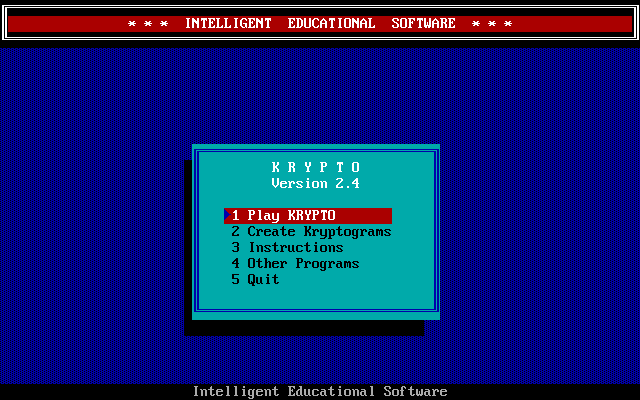 * * * INTELLIGENT EDUCATIONAL SOFTWARE * * *
K R Y P T O
Version 2.4
1 Play KRYPTO
2 Create Kryptograms
3 Instructions
4 Other Programs
5 Quit
Intelligent Educational Software